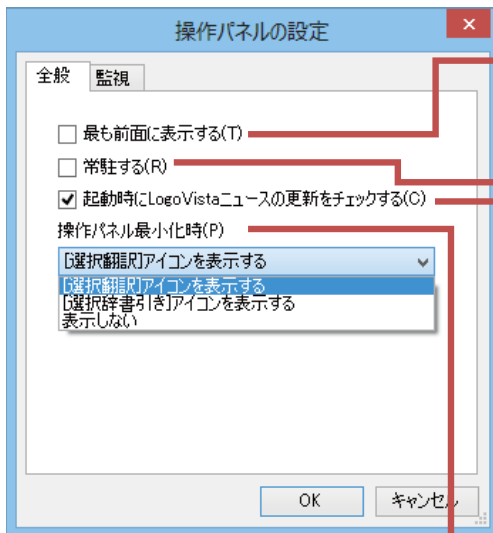 操作パネルの設定
全般 監視
最も前面に表示する(T)
常駐する(R)
起動時にLogoVistaニュースの更新をチェックする(C)
操作パネル最小化時(P)
[選択翻訳]アイコンを表示する
[選択翻訳]アイコンを表示する
[選択辞書引き]アイコンを表示する
表示しない
OK キャンセル